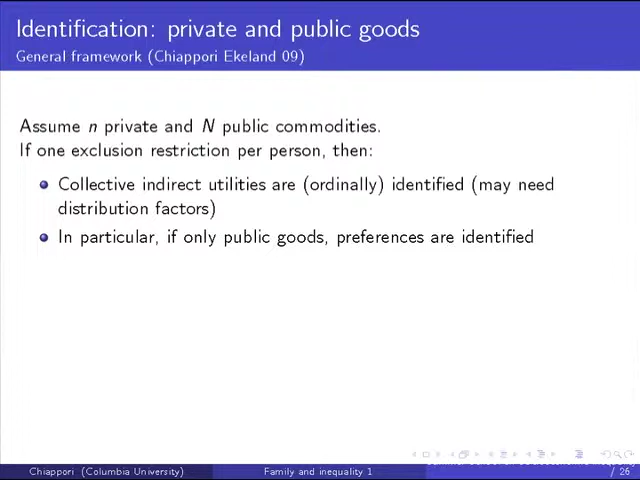 Identification: private and public goods
General framework (Chiappori Ekeland 09)
Assume n private and N public commodities.
If one exclusion restriction per person, then:
Collective indirect utilities are (ordinally) identified (may need
distribution factors)
In particular, if only public goods, preferences are identified
Chiappori (Columbia University)
Family and inequality 1
/ 26